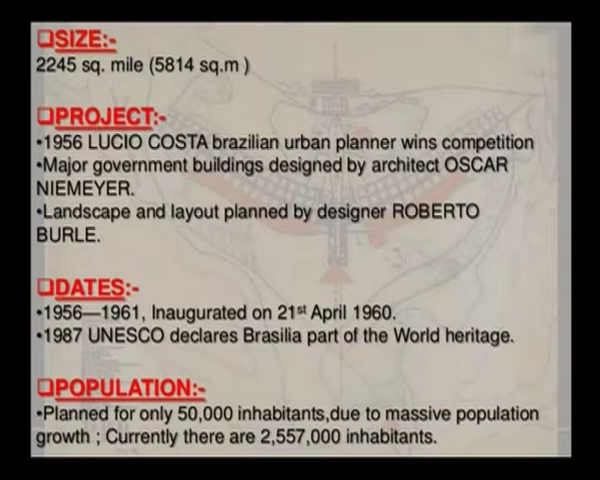 ❑SIZE:-
2245 sq. mile (5814 sq.m )
❑PROJECT:-
•1956 LUCIO COSTA brazilian urban planner wins competition
•Major government buildings designed by architect OSCAR
NIEMEYER.
•Landscape and layout planned by designer ROBERTO
BURLE.
❑DATES:-
•1956—1961, Inaugurated on 21st April 1960.
•1987 UNESCO declares Brasilia part of the World heritage.
❑POPULATION:-
•Planned for only 50,000 inhabitants,due to massive population
growth ; Currently there are 2,557,000 inhabitants.